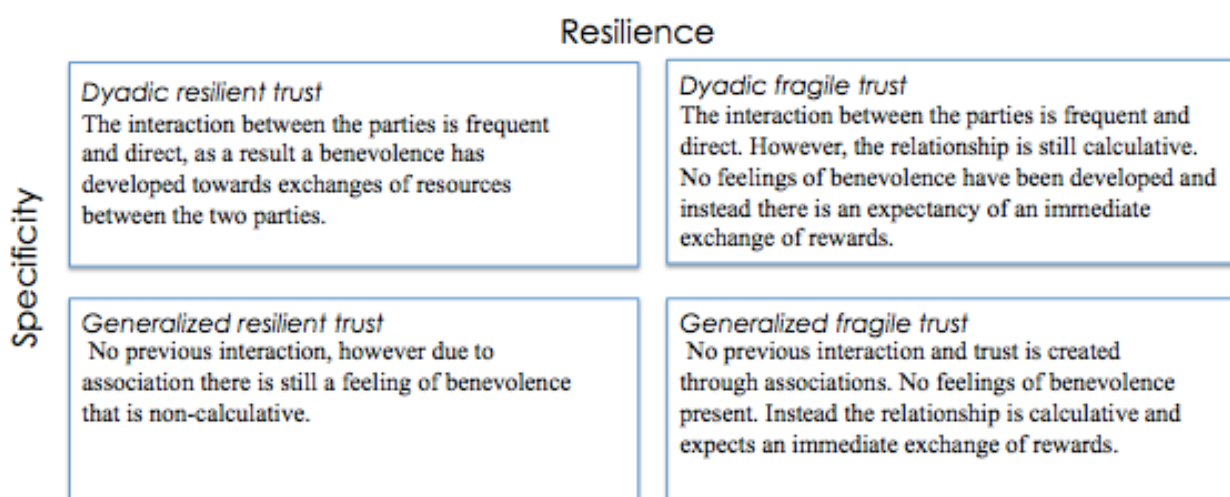 Resilience
Specificity
Dyadic resilient trust
The interaction between the parties is frequent
and direct, as a result a benevolence has
developed towards exchanges of resources
between the two parties.
Dyadic fragile trust
The interaction between the parties is frequent and
direct. However, the relationship is still calculative.
No feelings of benevolence have been developed and
instead there is an expectancy of an immediate
exchange of rewards.
Generalized resilient trust
No previous interaction, however due to
association there is still a feeling of benevolence
that is non-calculative.
Generalized fragile trust
No previous interaction and trust is created
through associations. No feelings of benevolence
present. Instead the relationship is calculative and
expects an immediate exchange of rewards.